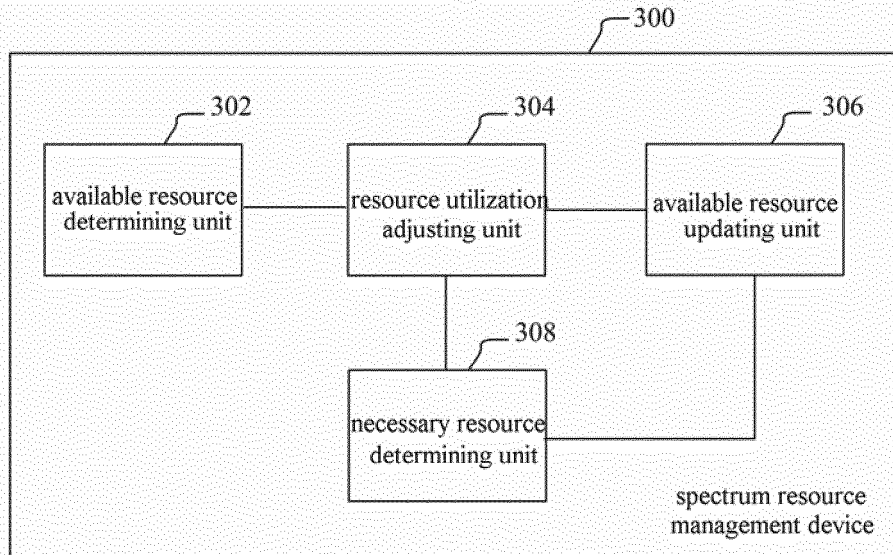 300
302
304
306
available resource
determining unit
resource utilization
adjusting unit
available resource
updating unit
308
necessary resource
determining unit
spectrum resource
management device